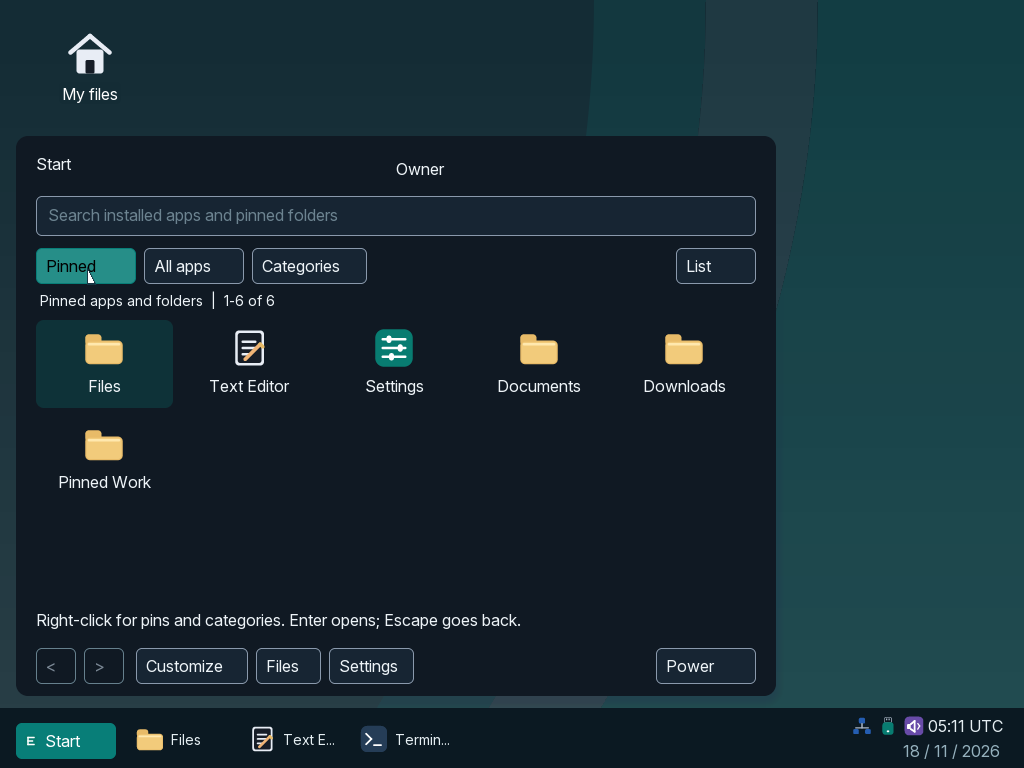 My files
Start
Owner
Search installed apps and pinned folders
Pinned
All apps
Categories
List
Pinned apps and folders | 1-6 of 6
Files
Text Editor
Settings
Documents
Downloads
Pinned Work
Right-click for pins and categories. Enter opens; Escape goes back.
<
>
Customize
Files
Settings
Power
E Start
Files
Text E...
Termin...
05:11 UTC
18 / 11 / 2026